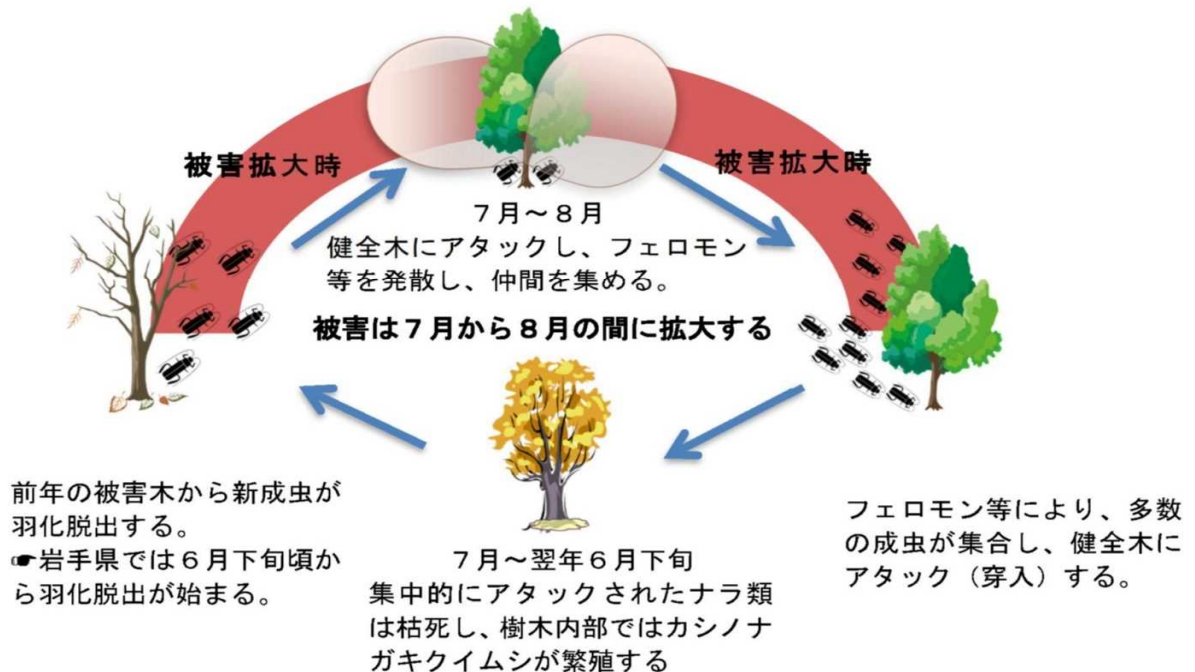 被害拡大時
被害拡大時
７月～８月
健全木にアタックし、フェロモン
等を発散し、仲間を集める。
被害は７月から８月の間に拡大する
前年の被害木から新成虫が
羽化脱出する。
☛岩手県では６月下旬頃か
ら羽化脱出が始まる。
７月～翌年６月下旬
集中的にアタックされたナラ類
は枯死し、樹木内部ではカシノナ
ガキクイムシが繁殖する
フェロモン等により、多数
の成虫が集合し、健全木に
アタック（穿入）する。